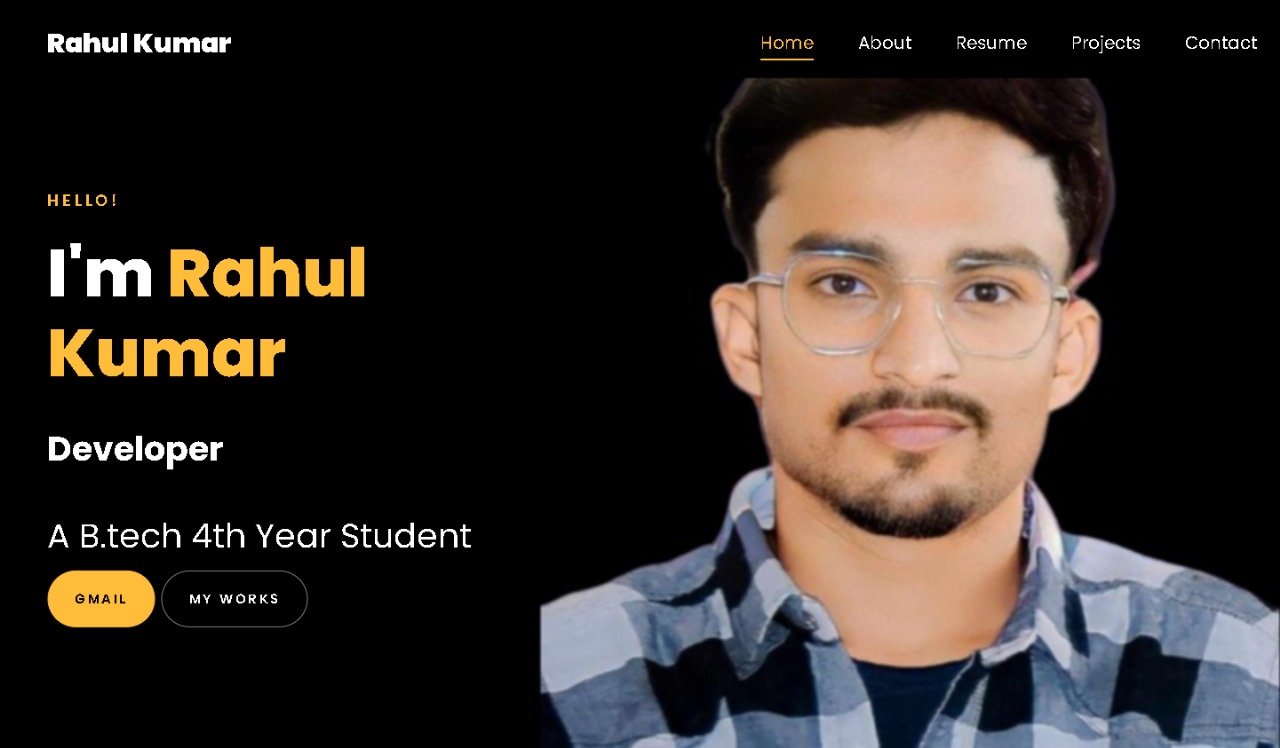 Rahul Kumar
Home About Resume Projects Contact
HELLO!
I'm Rahul
Kumar
Developer
A B.tech 4th Year Student
GMAIL MY WORKS